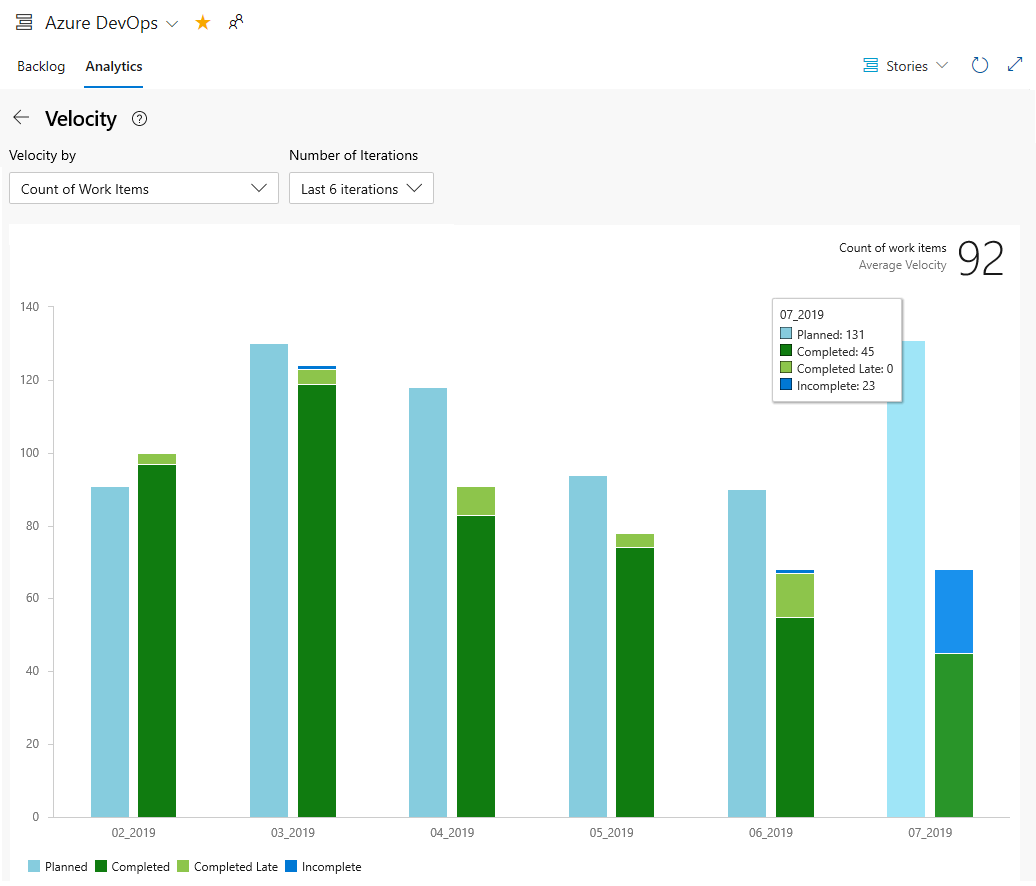 Azure DevOps
Backlog Analytics Stories
Velocity ?
Velocity by Number of Iterations
Count of Work Items Last 6 iterations
Count of work items
Average Velocity
92
140
120
100
80
60
40
20
0
07_2019
Planned: 131
Completed: 45
Completed Late: 0
Incomplete: 23
02_2019 03_2019 04_2019 05_2019 06_2019 07_2019
Planned Completed Completed Late Incomplete